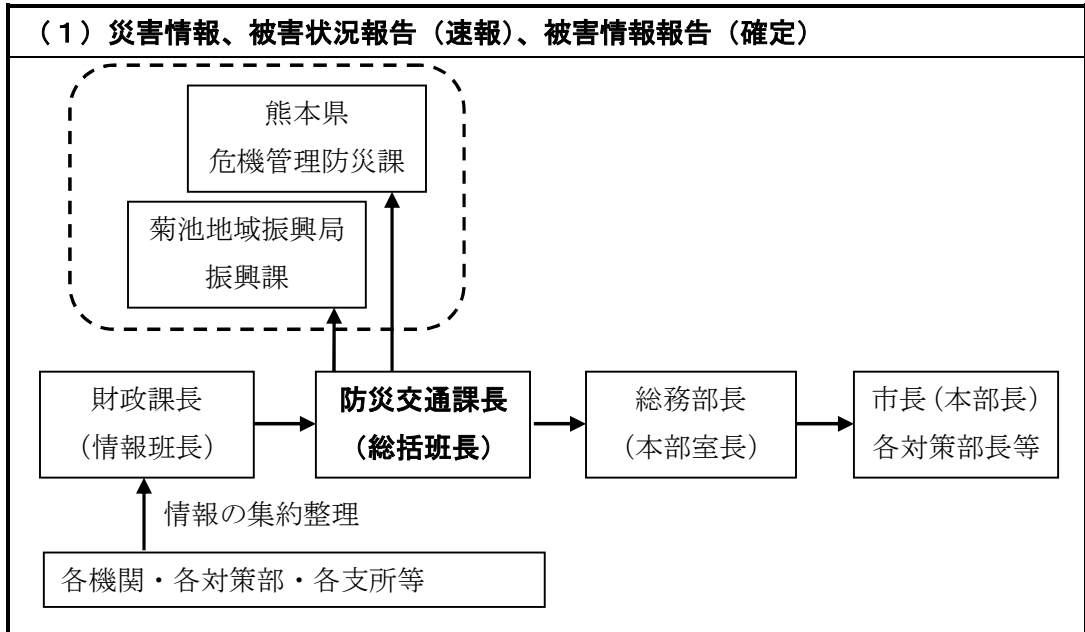 （１）災害情報、被害状況報告（速報）、被害情報報告（確定）
熊本県
危機管理防災課
菊池地域振興局
振興課
財政課長
（情報班長）
防災交通課長
（総括班長）
総務部長
（本部室長）
市長（本部長）
各対策部長等
情報の集約整理
各機関・各対策部・各支所等